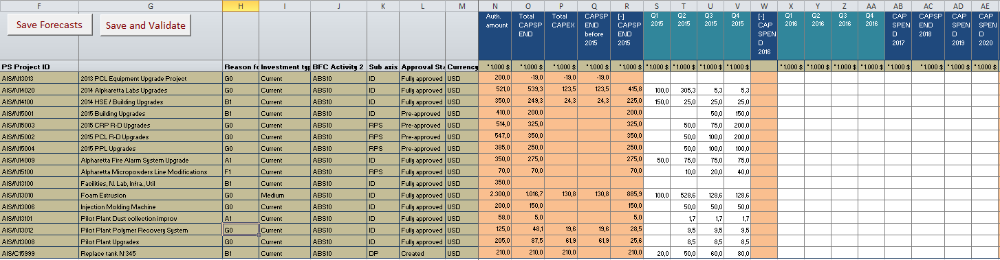 F G H I J K L M N O P Q R S T U V W X Y Z AA AB AC AD AE
Save Forecasts Save and Validate
Auth. amount Total CAPSP END Total CAPEX CAPSP END before 2015 [-] CAPSP END 2015 Q1 2015 Q2 2015 Q3 2015 Q4 2015 [-] CAP SPEN D 2016 Q1 2016 Q2 2016 Q3 2016 Q4 2016 CAP SPEN D 2017 CAPSP END 2018 CAP SPEN D 2019 CAP SPEN D 2020
PS Project ID Reason fo Investment typ BFC Activity 2 Sub axis Approval Sta Currency * 1.000 $ * 1.000 $ * 1.000 $ * 1.000 $ * 1.000 $ * 1.000 $ * 1.000 $ * 1.000 $ * 1.000 $ * 1.000 $ * 1.000 $ * 1.000 $ * 1.000 $ * 1.000 $ * 1.000 $ * 1.000 $ * 1.000 $ * 1.000 $
AIS/N13013 2013 PCL Equipment Upgrade Project G0 Current ABS10 ID Fully approved USD 200,0 -19,0 -19,0 -19,0
AIS/N14020 2014 Alpharetta Labs Upgrades G0 Current ABS10 ID Fully approved USD 521,0 539,3 123,5 123,5 415,8 100,0 305,3 5,3 5,3
AIS/N14100 2014 HSE / Building Upgrades B1 Current ABS10 ID Fully approved USD 350,0 249,3 24,3 24,3 225,0 150,0 25,0 25,0 25,0
AIS/N15001 2015 Building Upgrades B1 Current ABS10 ID Pre-approved USD 410,0 200,0 200,0 50,0 150,0
AIS/N15003 2015 CRP R-D Upgrades G0 Current ABS10 RPS Pre-approved USD 514,0 325,0 325,0 50,0 75,0 200,0
AIS/N15002 2015 PCL R-D Upgrades G0 Current ABS10 RPS Pre-approved USD 547,0 350,0 350,0 50,0 100,0 200,0
AIS/N15004 2015 PPL Upgrades G0 Current ABS10 RPS Pre-approved USD 385,0 250,0 250,0 50,0 100,0 100,0
AIS/N14009 Alpharetta Fire Alarm System Upgrade A1 Current ABS10 ID Fully approved USD 350,0 275,0 275,0 50,0 75,0 75,0 75,0
AIS/N15100 Alpharetta Micropowders Line Modifications F1 Current ABS10 RPS Fully approved USD 70,0 70,0 70,0 10,0 20,0 40,0
AIS/N13100 Facilities, N. Lab, Infra., Util B1 Current ABS10 ID Fully approved USD 350,0
AIS/N13010 Foam Extrusion G0 Medium ABS10 ID Fully approved USD 2.300,0 1.016,7 130,8 130,8 885,9 100,0 528,6 128,6 128,6
AIS/N13006 Injection Molding Machine G0 Current ABS10 ID Fully approved USD 200,0 150,0 150,0 50,0 50,0 50,0
AIS/N13101 Pilot Plant Dust collection improv A1 Current ABS10 ID Fully approved USD 58,0 5,0 5,0 1,7 1,7 1,7
AIS/N13012 Pilot Plant Polymer Recovery System G0 Current ABS10 ID Fully approved USD 125,0 48,1 19,6 19,6 28,5 9,5 9,5 9,5
AIS/N13008 Pilot Plant Upgrades G0 Current ABS10 ID Fully approved USD 205,0 87,5 61,9 61,9 25,6 8,5 8,5 8,5
AIS/C15999 Replace tank N°345 B1 Current ABS10 DP Created USD 210,0 210,0 210,0 210,0 20,0 50,0 60,0 80,0